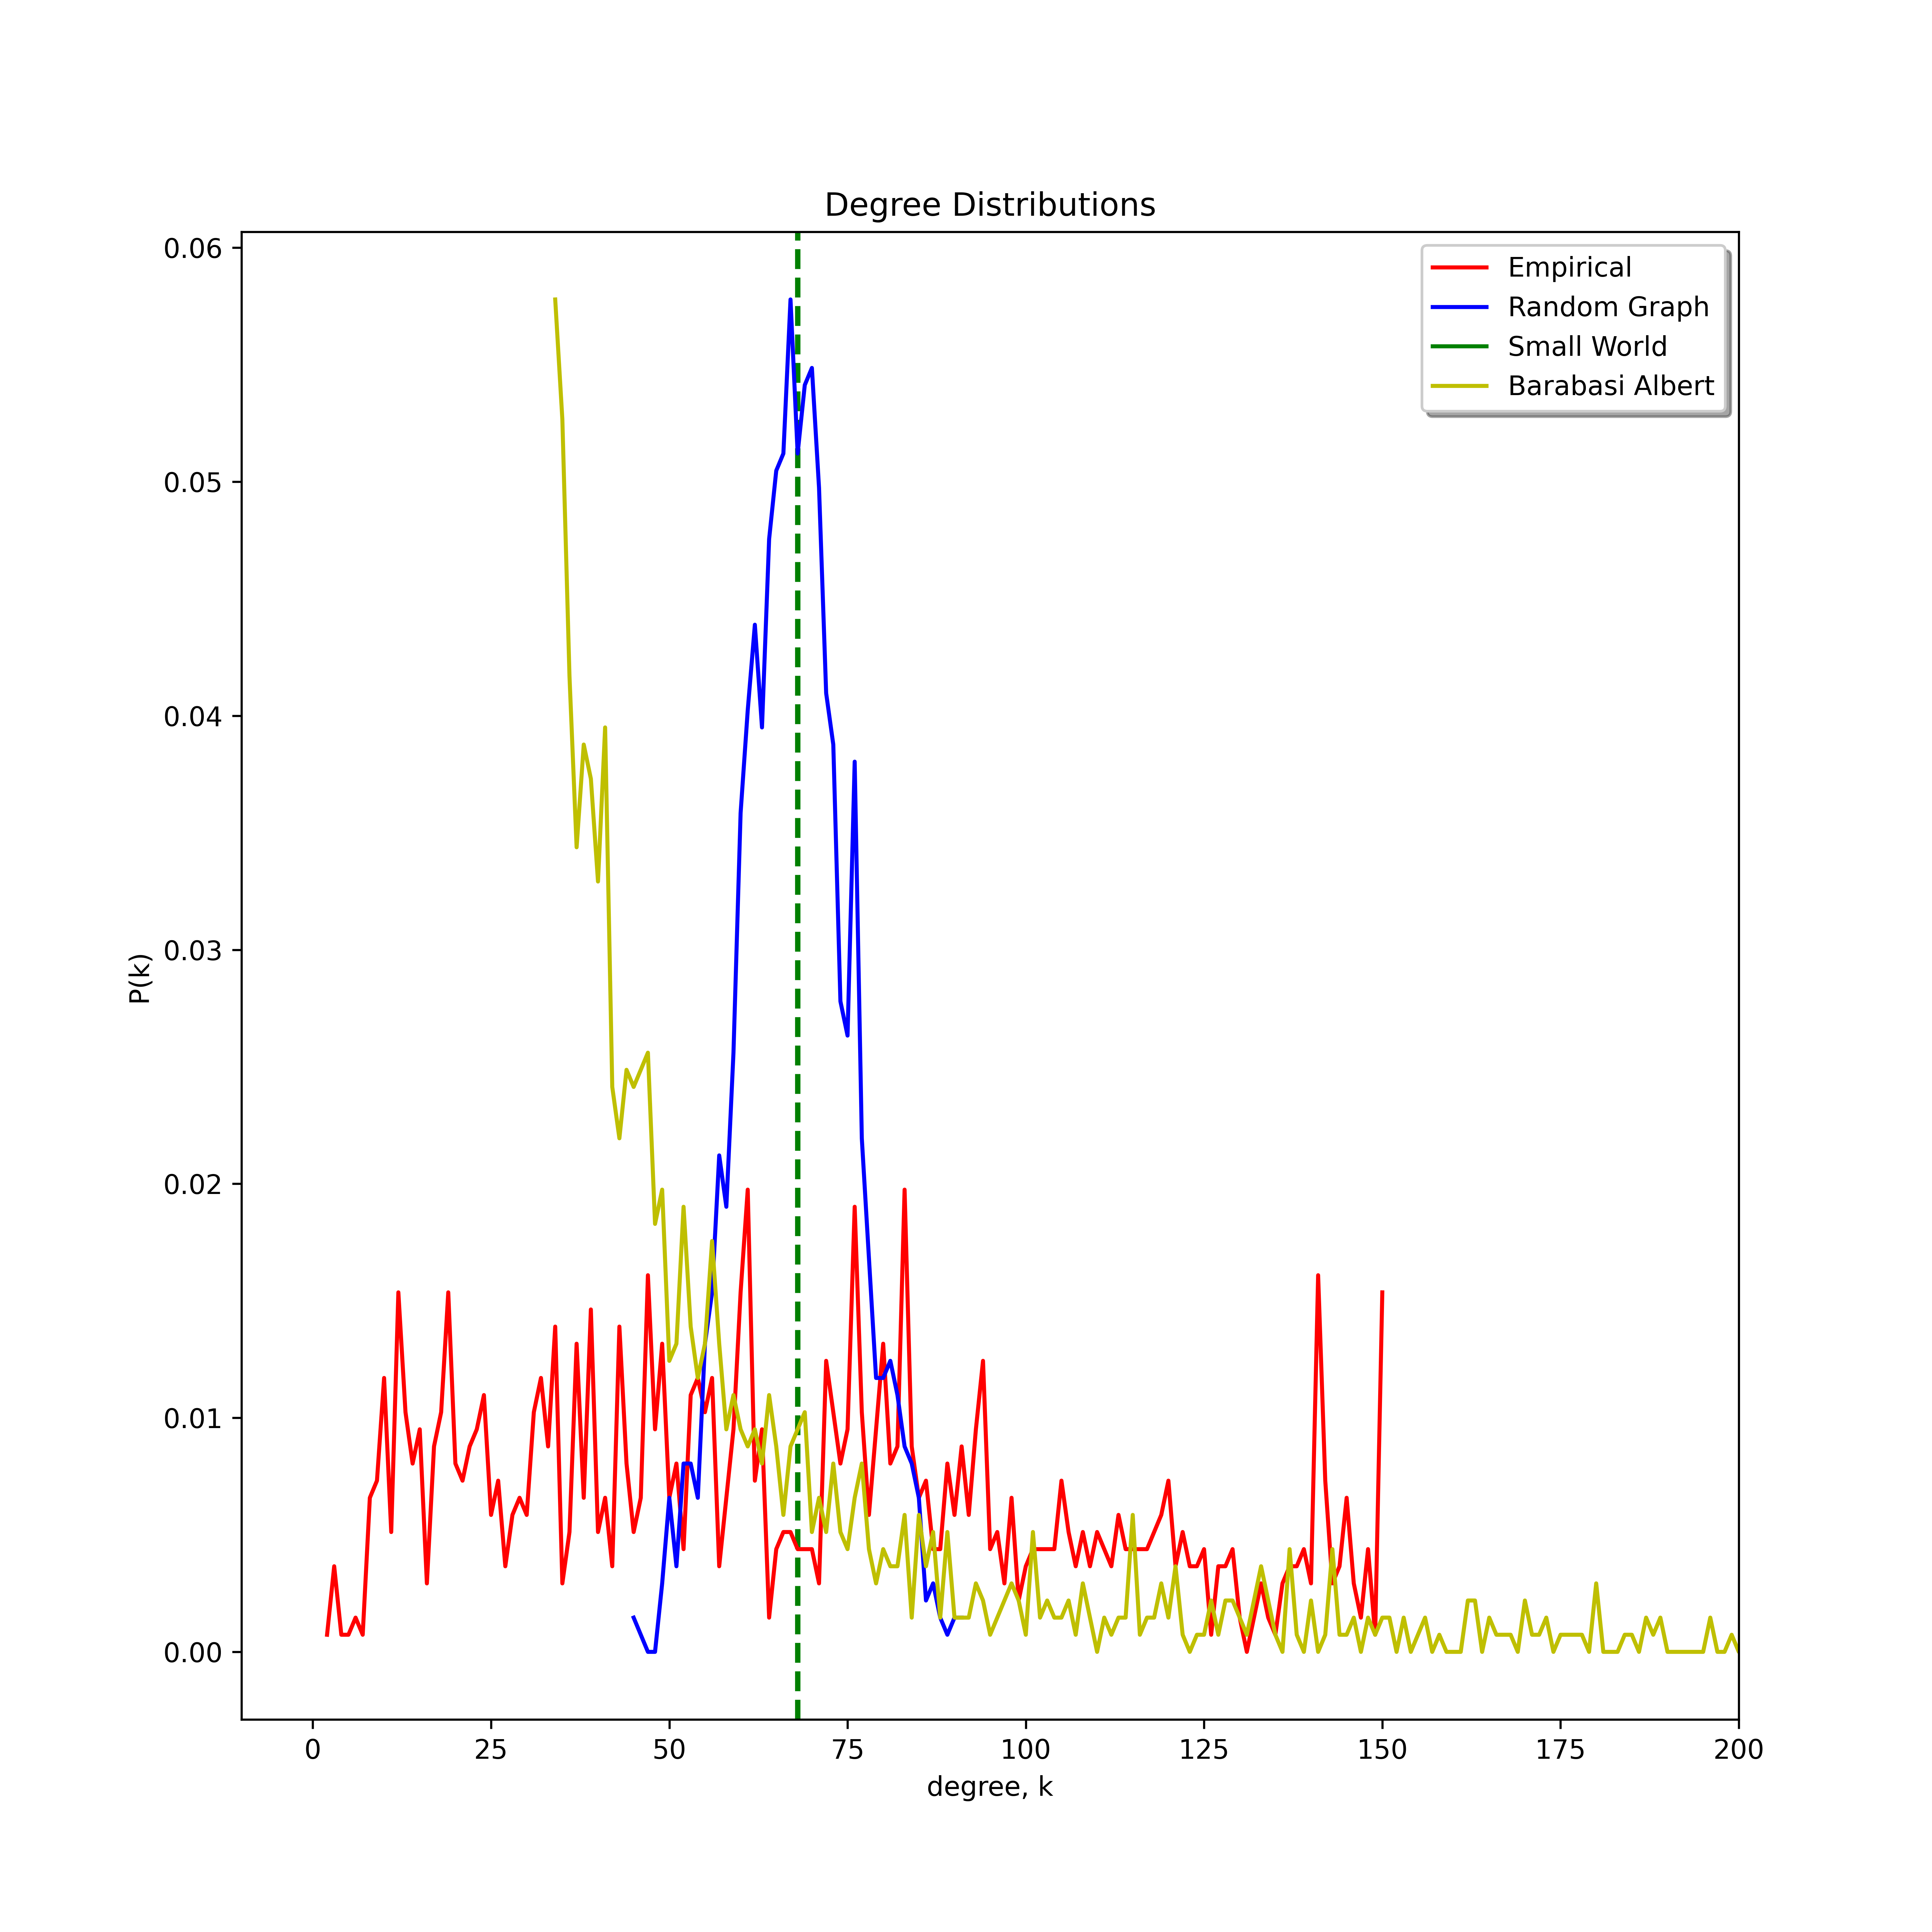 Degree Distributions
0.06
0.05
0.04
0.03
0.02
0.01
0.00
P(k)
Empirical
Random Graph
Small World
Barabasi Albert
0 25 50 75 100 125 150 175 200
degree, k